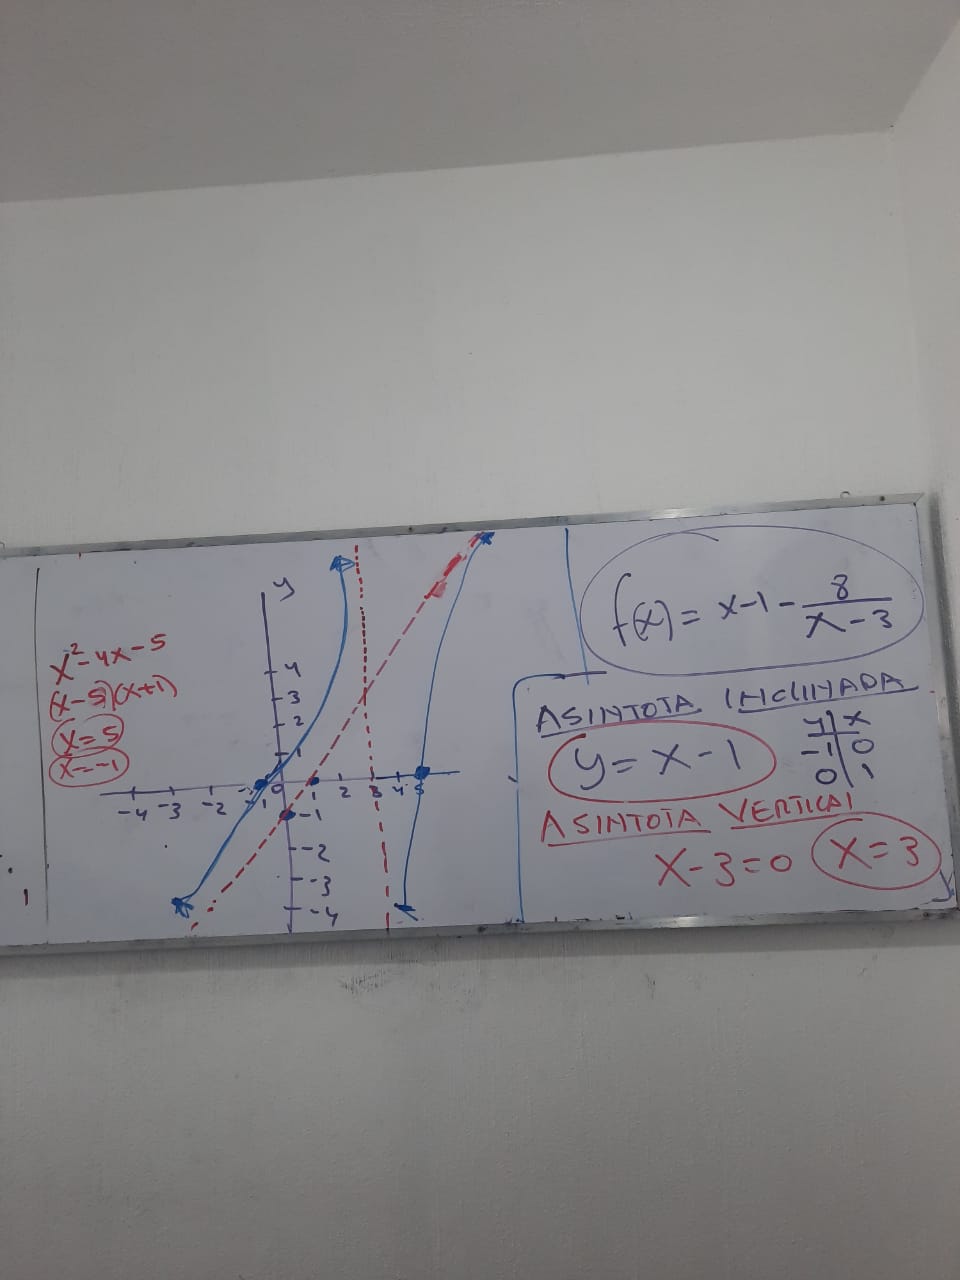 x²-4x-5
(x-5)(x+1)
x=5
x=-1
y
4
3
2
1
-4 -3 -2 -1 0 1 2 3 4 5
-1
-2
-3
-4
f(x) = x-1- 8/x-3
ASINTOTA INCLINADA
y = x-1
y x
-1 0
0 1
ASINTOTA VERTICAL
x-3=0 x=3